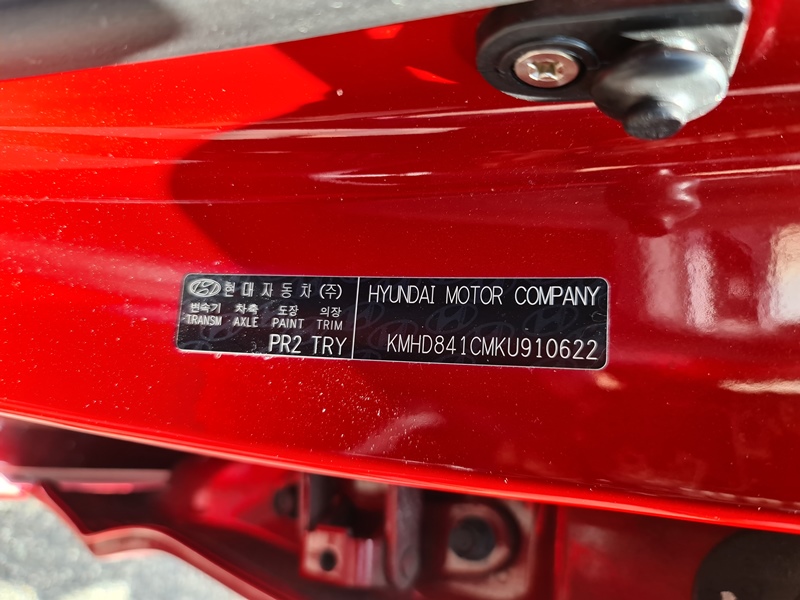 현대자동차(주)
변속기 차축 도장 의장
TRANSM AXLE PAINT TRIM
PR2 TRY
HYUNDAI MOTOR COMPANY
KMHD841CMKU910622